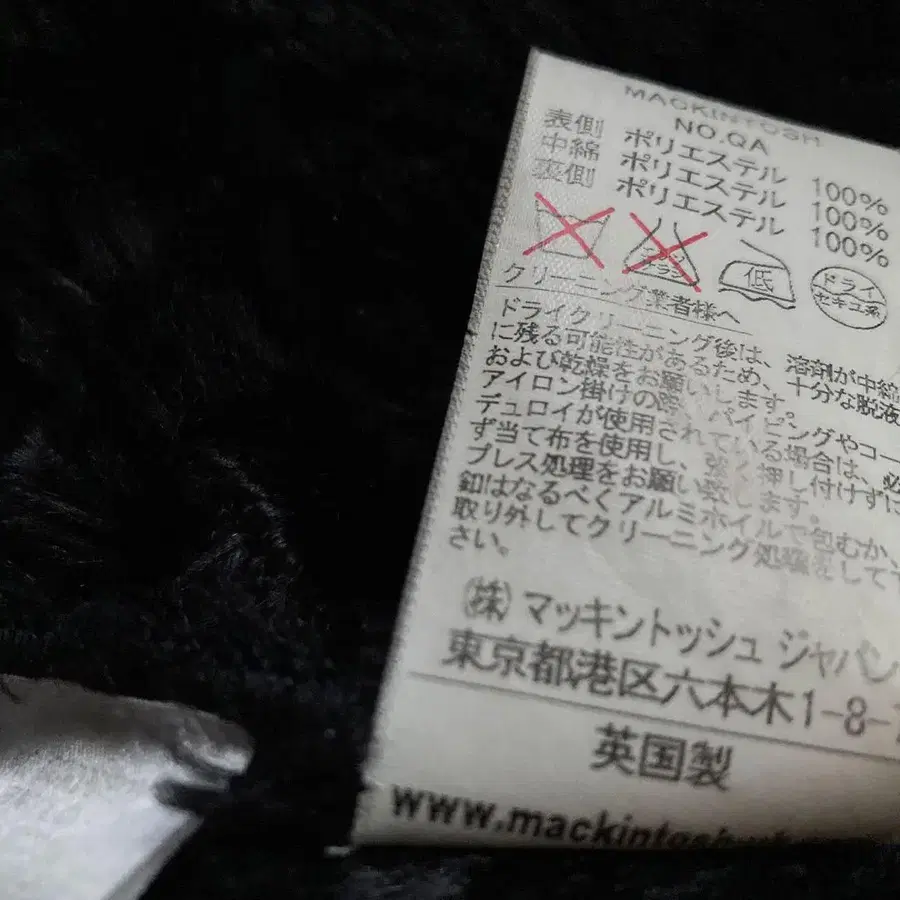 MACKINTOSH
NO.QA
表側 ポリエステル 100%
中綿 ポリエステル 100%
裏側 ポリエステル 100%
低
ドライ
セキユ系
クリーニング業者様へ
ドライクリーニング後は、溶剤が中綿
に残る可能性があるため、十分な脱液
および乾燥をお願いします。
アイロン掛けの際、パイピングやコー
デュロイが使用されている場合は、必
ず当て布を使用し、強く押し付けずに
プレス処理をお願い致します。
釦はなるべくアルミホイルで包むか、
取り外してクリーニング処理をして
さい。
(株) マッキントッシュ ジャパン
東京都港区六本木1-8-
英国製
www.mackintosh